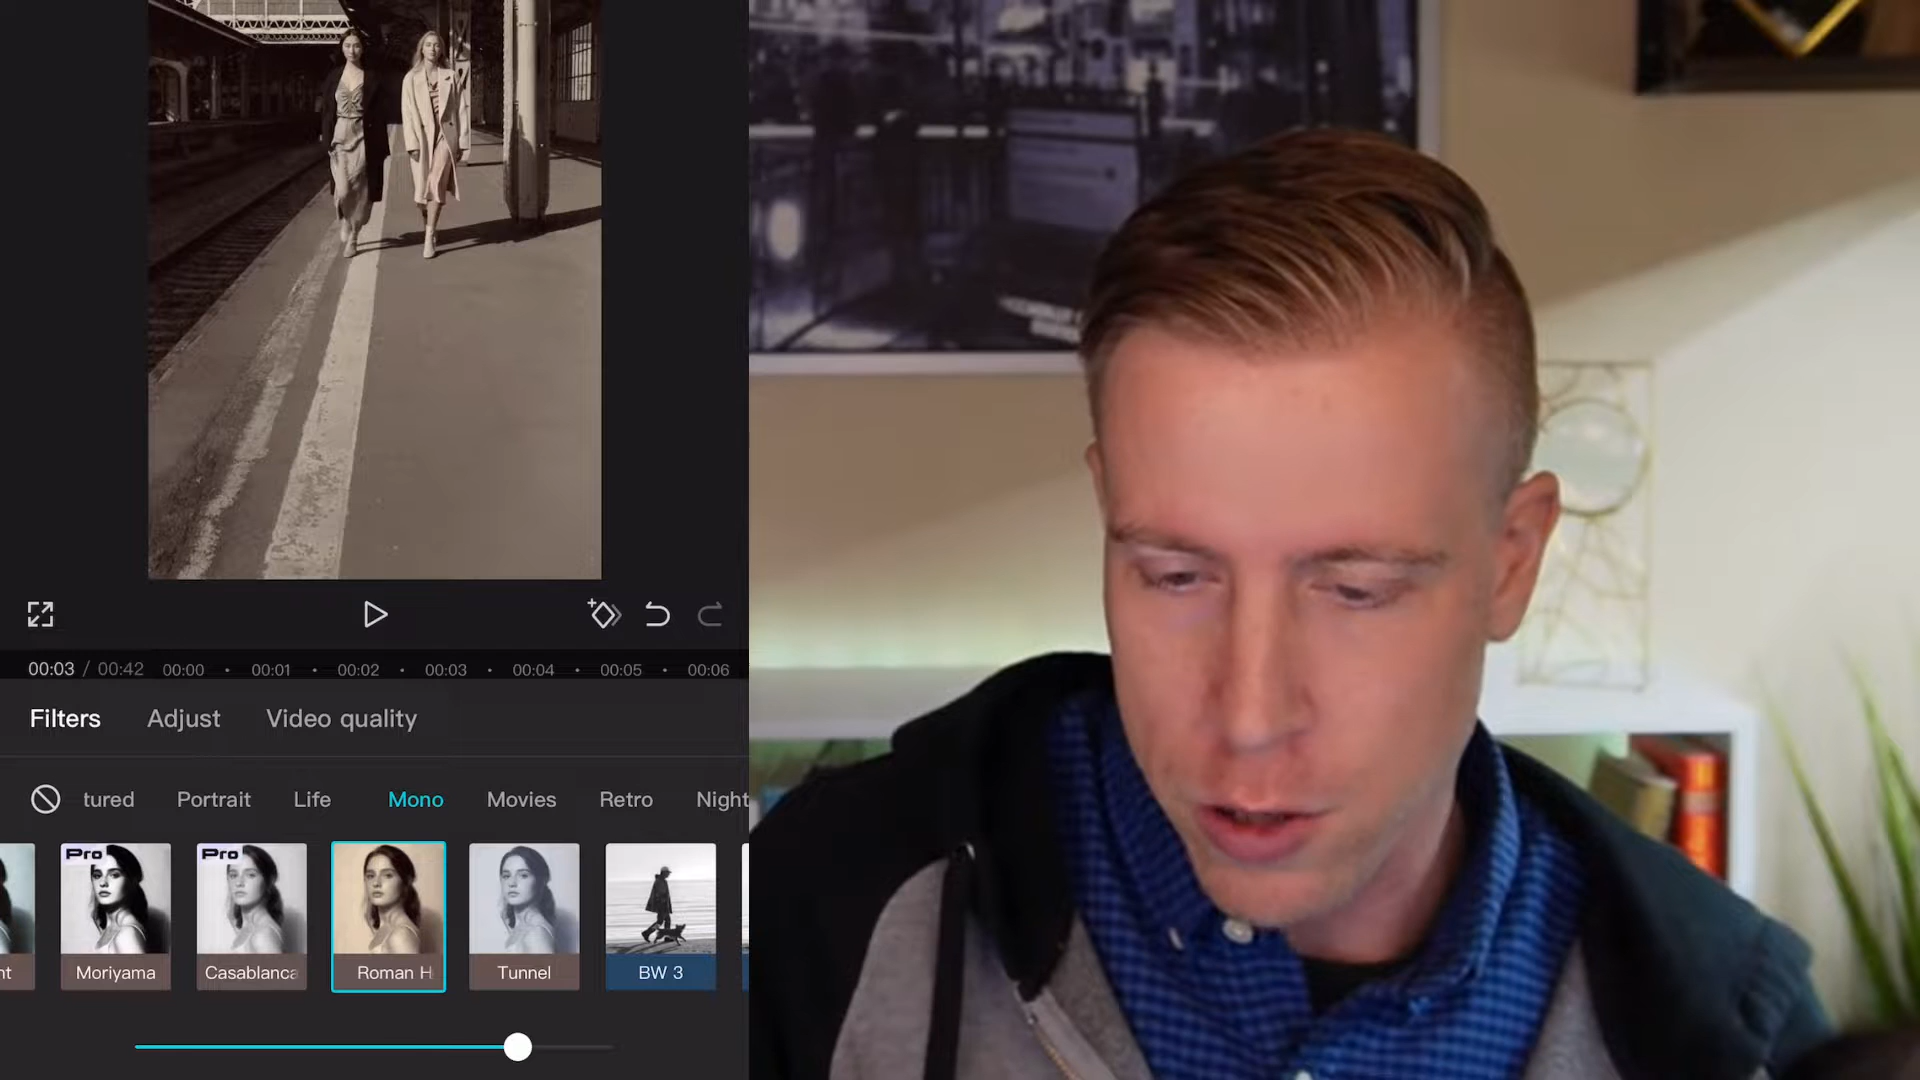 00:03 / 00:42 00:00 00:01 00:02 00:03 00:04 00:05 00:06
Filters Adjust Video quality
tured Portrait Life Mono Movies Retro Night
Pro Pro
nt Moriyama Casablanca Roman H Tunnel BW 3